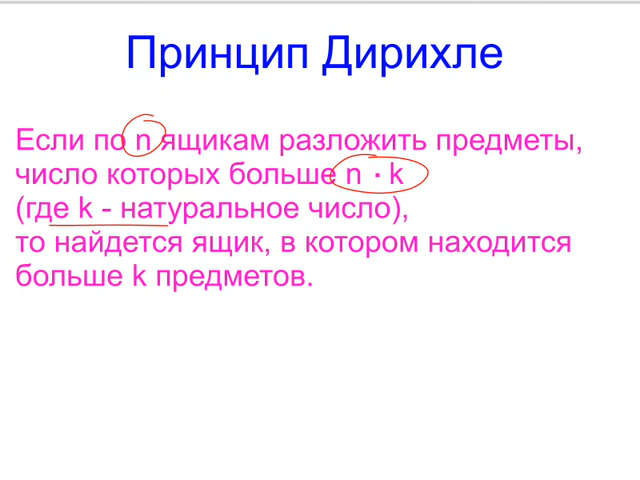 Принцип Дирихле
Если по n ящикам разложить предметы,
число которых больше n · k
(где k - натуральное число),
то найдется ящик, в котором находится
больше k предметов.